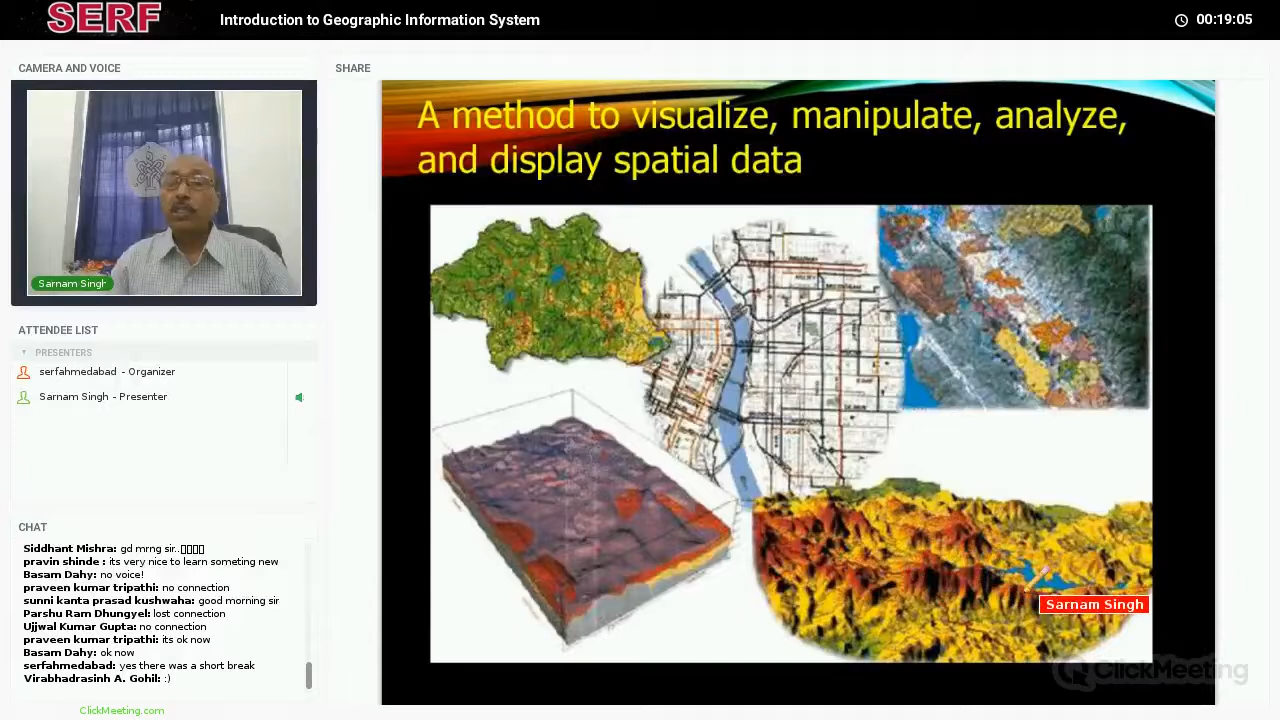 SERF
Introduction to Geographic Information System
00:19:05
CAMERA AND VOICE
Sarnam Singh
ATTENDEE LIST
PRESENTERS
serfahmedabad - Organizer
Sarnam Singh - Presenter
CHAT
Siddhant Mishra: gd mrng sir..
pravin shinde : its very nice to learn someting new
Basam Dahy: no voice!
praveen kumar tripathi: no connection
sunni kanta prasad kushwaha: good morning sir
Parshu Ram Dhungyel: lost connection
Ujjwal Kumar Gupta: no connection
praveen kumar tripathi: its ok now
Basam Dahy: ok now
serfahmedabad: yes there was a short break
Virabhadrasinh A. Gohil: :)
ClickMeeting.com
SHARE
A method to visualize, manipulate, analyze,
and display spatial data
Sarnam Singh
ClickMeeting